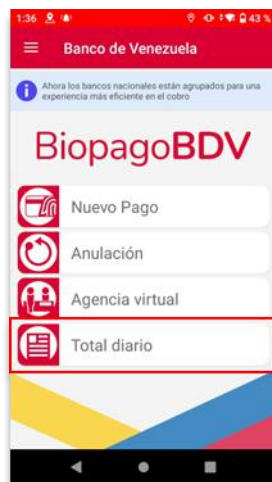 1:36 43 %
Banco de Venezuela
Ahora los bancos nacionales están agrupados para una
experiencia más eficiente en el cobro
BiopagoBDV
Nuevo Pago
Anulación
Agencia virtual
Total diario